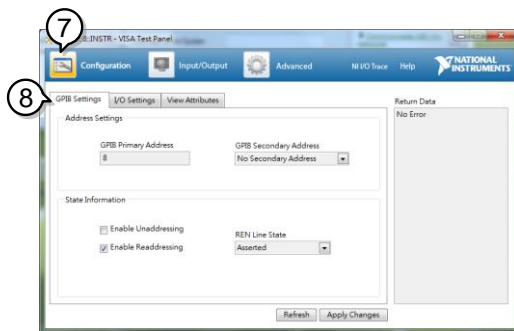 7
8::INSTR - VISA Test Panel
Configuration Input/Output Advanced NI I/O Trace Help NATIONAL INSTRUMENTS
8
GPIB Settings I/O Settings View Attributes
Return Data
No Error
Address Settings
GPIB Primary Address GPIB Secondary Address
8 No Secondary Address
State Information
Enable Unaddressing
Enable Readdressing
REN Line State
Asserted
Refresh Apply Changes